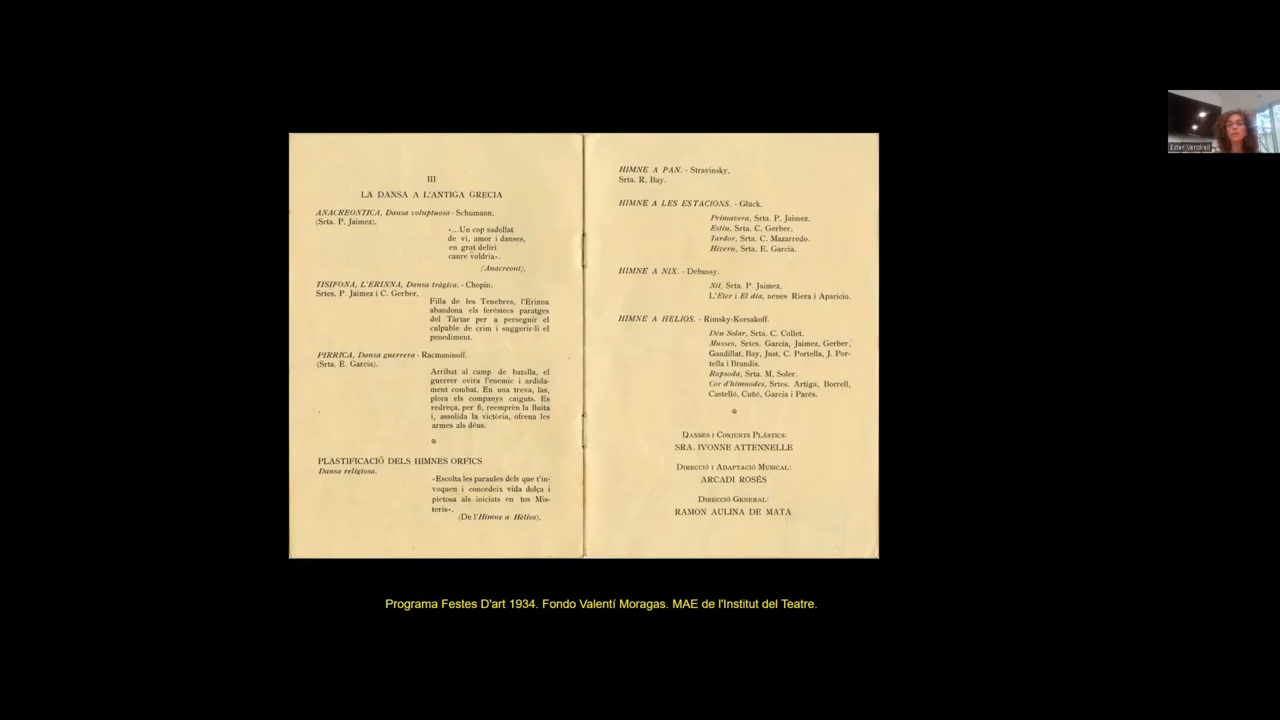 III
LA DANSA A L'ANTIGA GRECIA
ANACREONTICA, Dansa voluptuosa - Schumann.
(Srta. P. Jaimez).
«...Un cop sadollat
de vi, amor i danses,
en grat deliri
caure voldria».
(Anacreont).
TISIFONA, L'ERINNA, Dansa tràgica. - Chopin.
Srtes, P. Jaimez i C. Gerber.
Filla de les Tenebres, l'Erinna
abandona els feréstecs paratges
del Tàrtar per a perseguir el
culpable de crim i suggerir-li el
penediment.
PIRRICA, Dansa guerrera - Racmaninoff.
(Srta. E. Garcia).
Arribat al camp de batalla, el
guerrer ovira l'enemic i ardida-
ment combat. En una treva, las,
plora els companys caiguts. Es
redreça, per fi, reemprèn la lluita
i, assolida la victòria, ofrena les
armes als déus.
PLASTIFICACIÓ DELS HIMNES ORFICS
Dansa religiosa.
«Escolta les paraules dels que t'in-
voquen i concedeix vida dolça i
pietosa als iniciats en tos Mis-
teris».
(De l'Himne a Hèlios).
HIMNE A PAN. - Stravinsky.
Srta. R. Bay.
HIMNE A LES ESTACIONS. - Glück.
Primavera, Srta. P. Jaimez.
Estiu, Srta. C. Gerber.
Tardor, Srta. C. Mazarredo.
Hivern, Srta. E. Garcia.
HIMNE A NIX. - Debussy.
Nit, Srta. P. Jaimez.
L'Eter i El dia, nenes Riera i Aparicio.
HIMNE A HELIOS. - Rimsky-Korsakoff.
Déu Solar, Srta. C. Collet.
Musses, Srtes. Garcia, Jaimez, Gerber,
Gaudillat, Bay, Just, C. Portella, J. Por-
tella i Brandis.
Rapsoda, Srta. M. Soler.
Cor d'himnodes, Srtes. Artiga, Borrell,
Castelló, Cuñé, Garcia i Parés.
DANSES I CONJUNTS PLÀSTICS:
SRA. IVONNE ATTENNELLE
DIRECCIÓ I ADAPTACIÓ MUSICAL:
ARCADI ROSÉS
DIRECCIÓ GENERAL:
RAMON AULINA DE MATA
Programa Festes D'art 1934. Fondo Valentí Moragas. MAE de l'Institut del Teatre.
Ester Vendrell